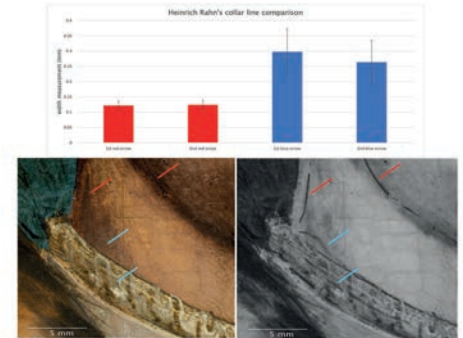 Heinrich Rahn's collar line comparison
width measurement (mm)
1st red arrow
2nd red arrow
1st blue arrow
2nd blue arrow
5 mm
5 mm